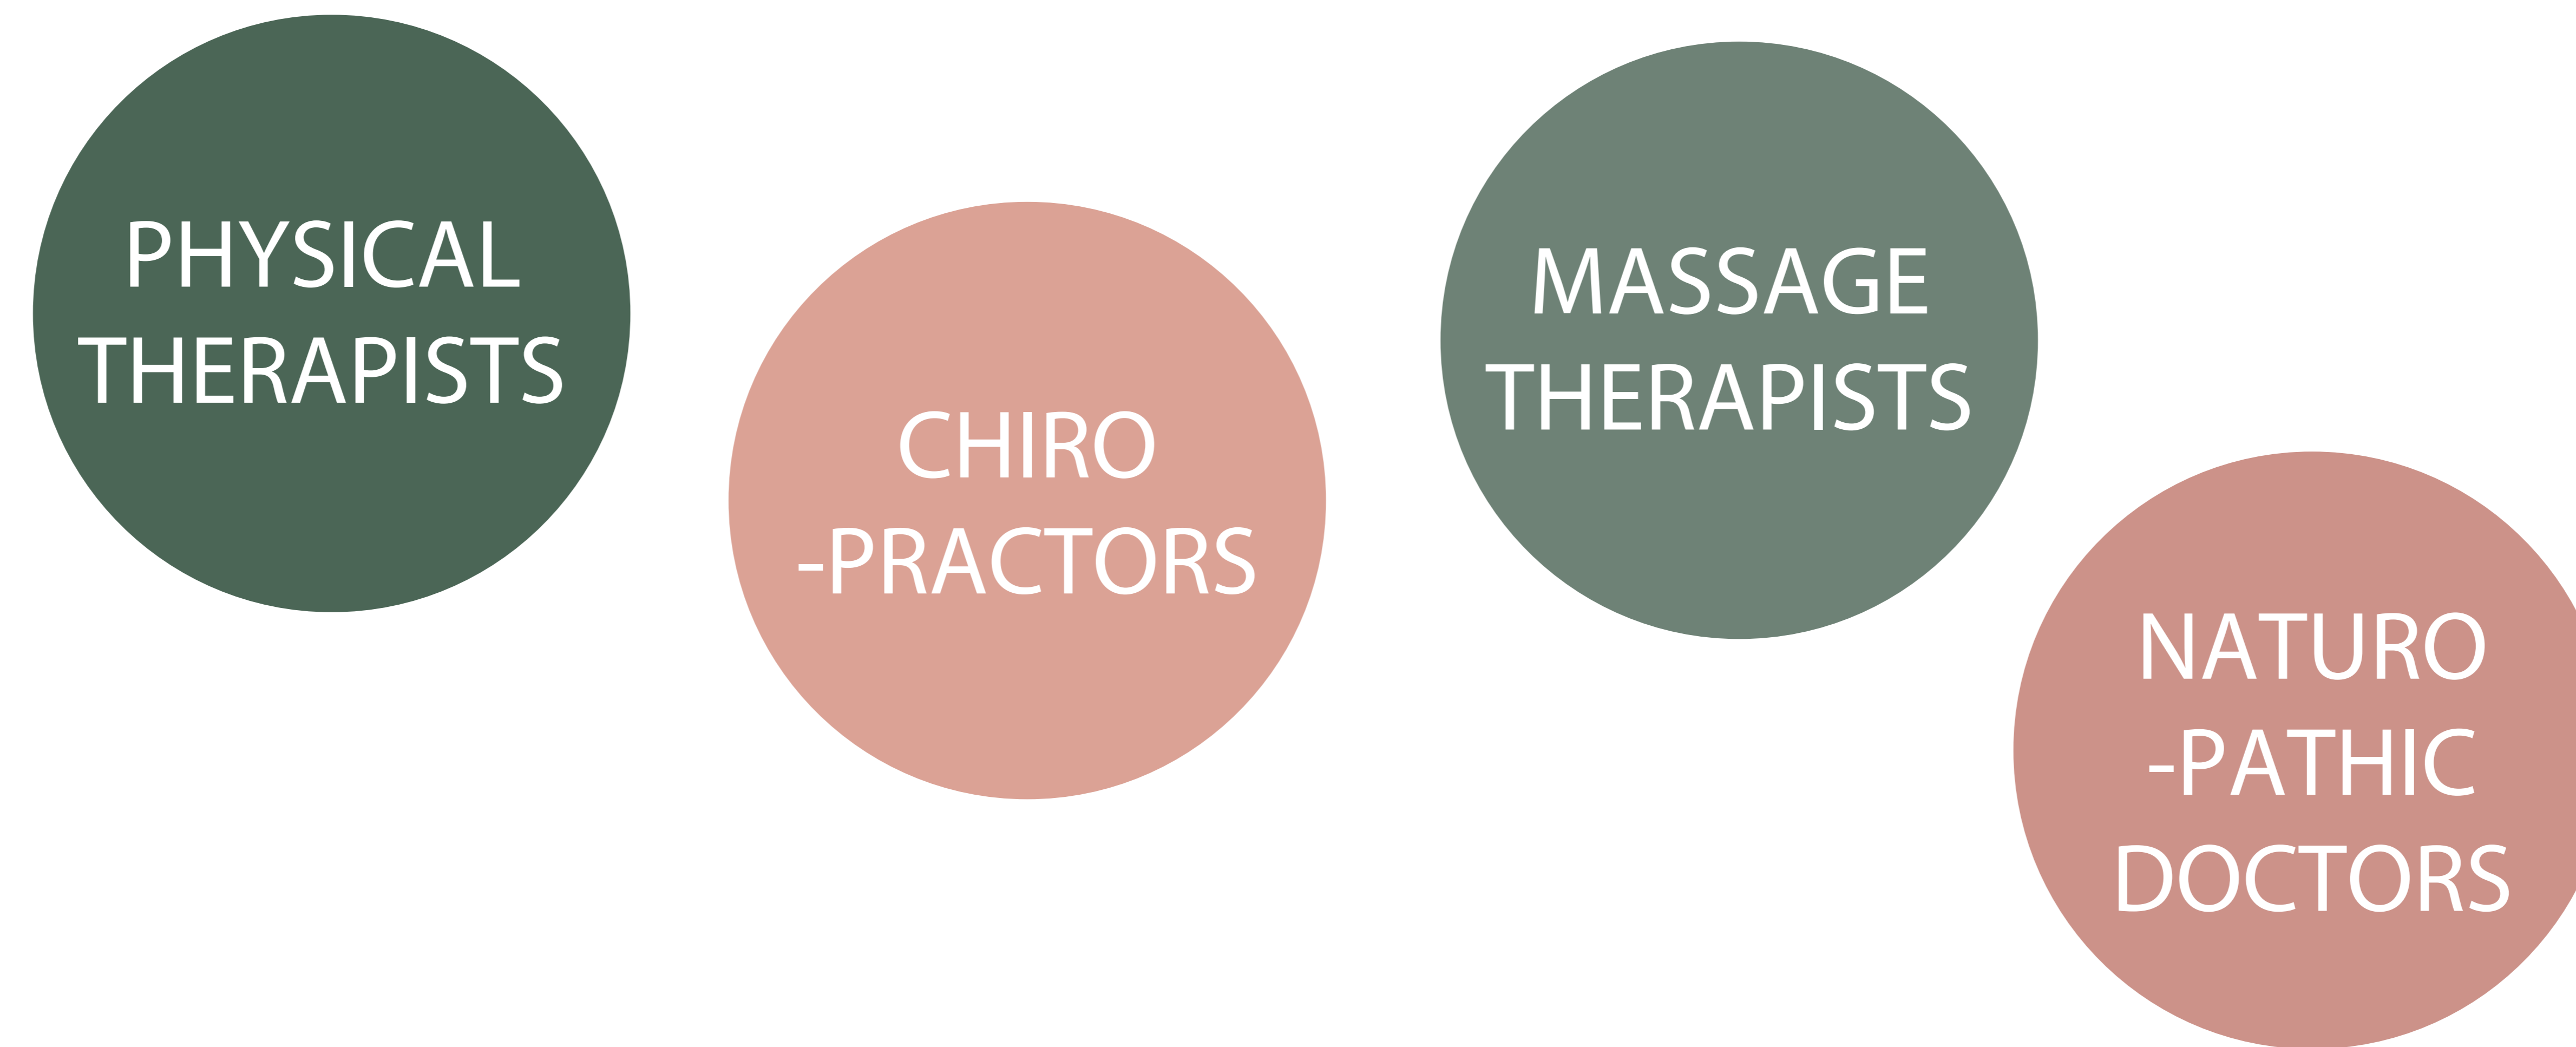 PHYSICAL
THERAPISTS
CHIRO
-PRACTORS
MASSAGE
THERAPISTS
NATURO
-PATHIC
DOCTORS